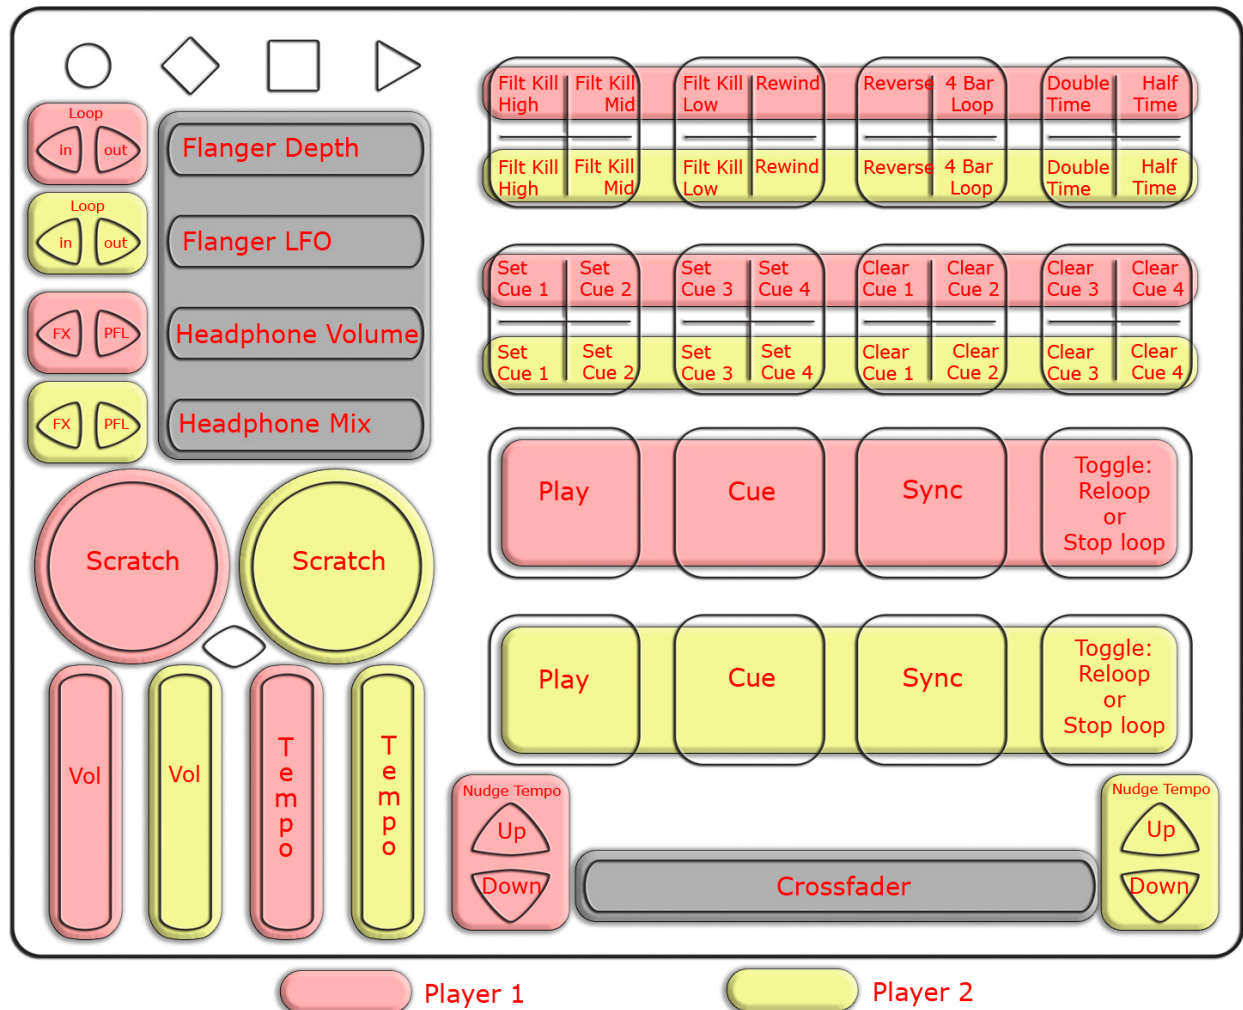 Loop
in out
Loop
in out
FX PFL
FX PFL
Flanger Depth
Flanger LFO
Headphone Volume
Headphone Mix
Scratch
Scratch
Vol
Vol
Tempo
Tempo
Filt Kill High
Filt Kill Mid
Filt Kill Low
Rewind
Reverse
4 Bar Loop
Double Time
Half Time
Filt Kill High
Filt Kill Mid
Filt Kill Low
Rewind
Reverse
4 Bar Loop
Double Time
Half Time
Set Cue 1
Set Cue 2
Set Cue 3
Set Cue 4
Clear Cue 1
Clear Cue 2
Clear Cue 3
Clear Cue 4
Set Cue 1
Set Cue 2
Set Cue 3
Set Cue 4
Clear Cue 1
Clear Cue 2
Clear Cue 3
Clear Cue 4
Play
Cue
Sync
Toggle:
Reloop
or
Stop loop
Play
Cue
Sync
Toggle:
Reloop
or
Stop loop
Nudge Tempo
Up
Down
Crossfader
Nudge Tempo
Up
Down
Player 1
Player 2